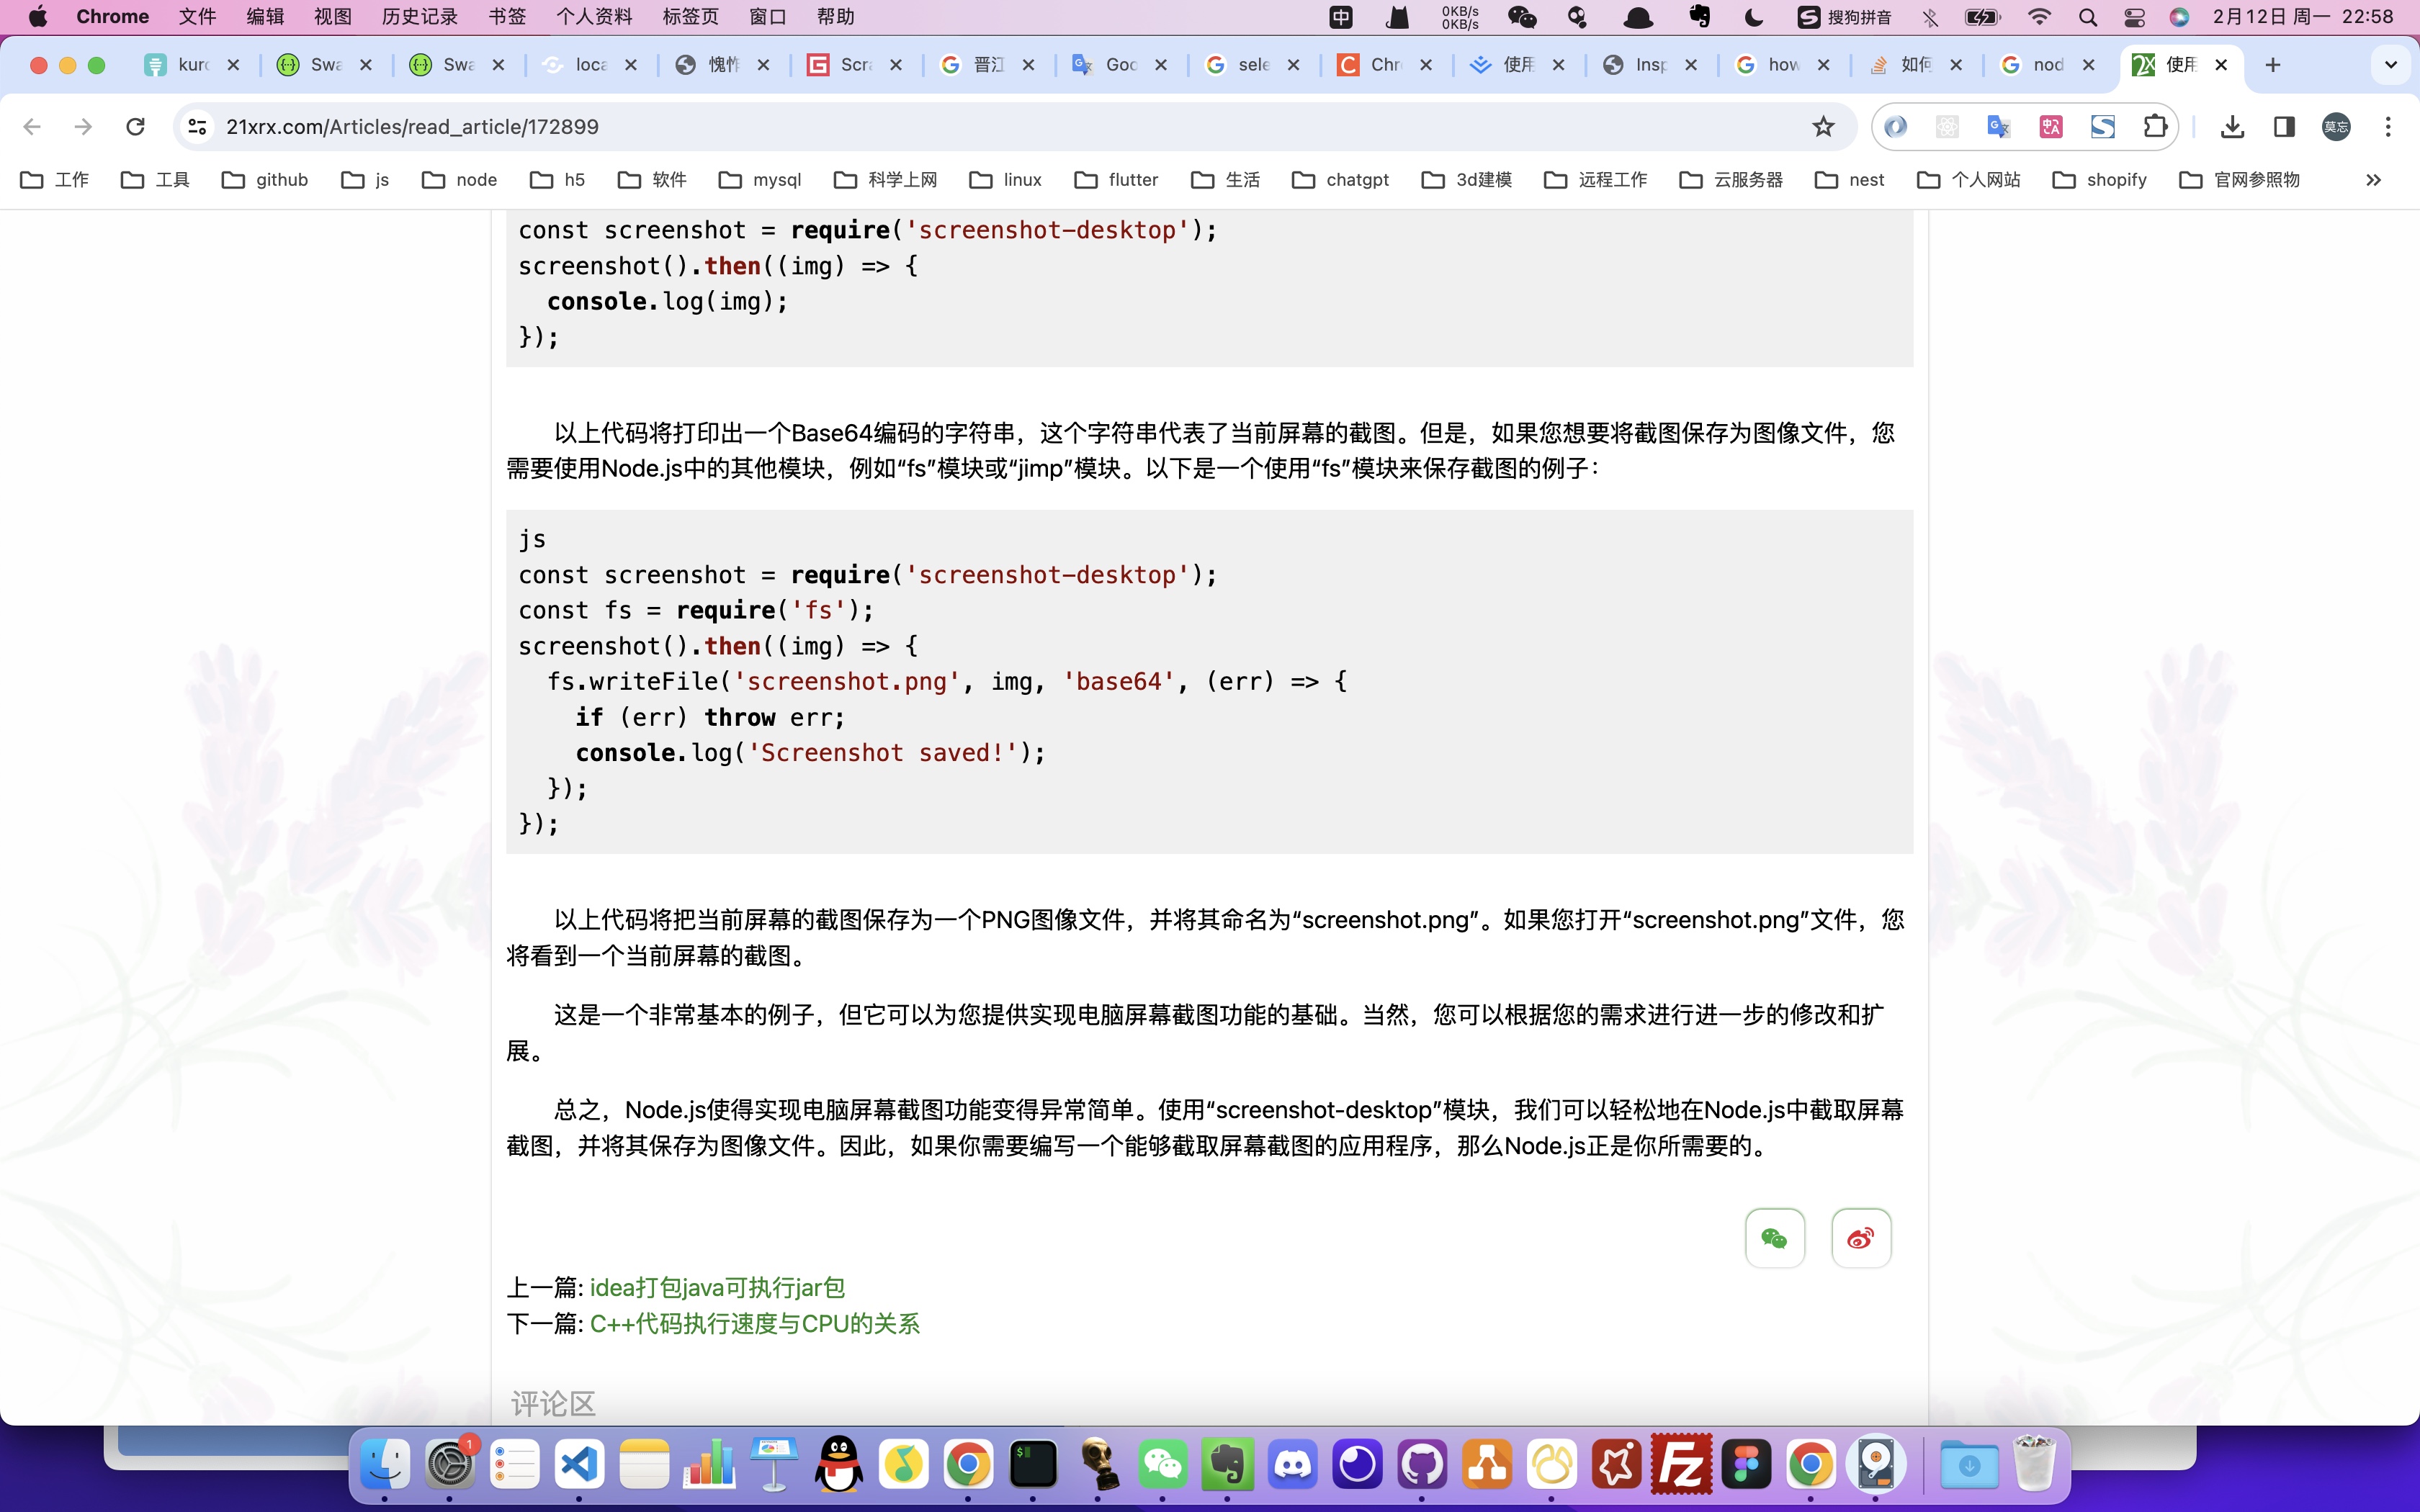 Chrome 文件 编辑 视图 历史记录 书签 个人资料 标签页 窗口 帮助 中 0KB/s 0KB/s 搜狗拼音 2月12日 周一 22:58
kuro Swa Swa loca 愧怍 Scra 晋江 Goo sele Chr 使用 Insp how 如何 nod 使用
21xrx.com/Articles/read_article/172899 莫忘
工作 工具 github js node h5 软件 mysql 科学上网 linux flutter 生活 chatgpt 3d建模 远程工作 云服务器 nest 个人网站 shopify 官网参照物 »
const screenshot = require('screenshot-desktop');
screenshot().then((img) => {
console.log(img);
});
以上代码将打印出一个Base64编码的字符串，这个字符串代表了当前屏幕的截图。但是，如果您想要将截图保存为图像文件，您
需要使用Node.js中的其他模块，例如“fs”模块或“jimp”模块。以下是一个使用“fs”模块来保存截图的例子：
js
const screenshot = require('screenshot-desktop');
const fs = require('fs');
screenshot().then((img) => {
fs.writeFile('screenshot.png', img, 'base64', (err) => {
if (err) throw err;
console.log('Screenshot saved!');
});
});
以上代码将把当前屏幕的截图保存为一个PNG图像文件，并将其命名为“screenshot.png”。如果您打开“screenshot.png”文件，您
将看到一个当前屏幕的截图。
这是一个非常基本的例子，但它可以为您提供实现电脑屏幕截图功能的基础。当然，您可以根据您的需求进行进一步的修改和扩
展。
总之，Node.js使得实现电脑屏幕截图功能变得异常简单。使用“screenshot-desktop”模块，我们可以轻松地在Node.js中截取屏幕
截图，并将其保存为图像文件。因此，如果你需要编写一个能够截取屏幕截图的应用程序，那么Node.js正是你所需要的。
上一篇: idea打包java可执行jar包
下一篇: C++代码执行速度与CPU的关系
评论区
1